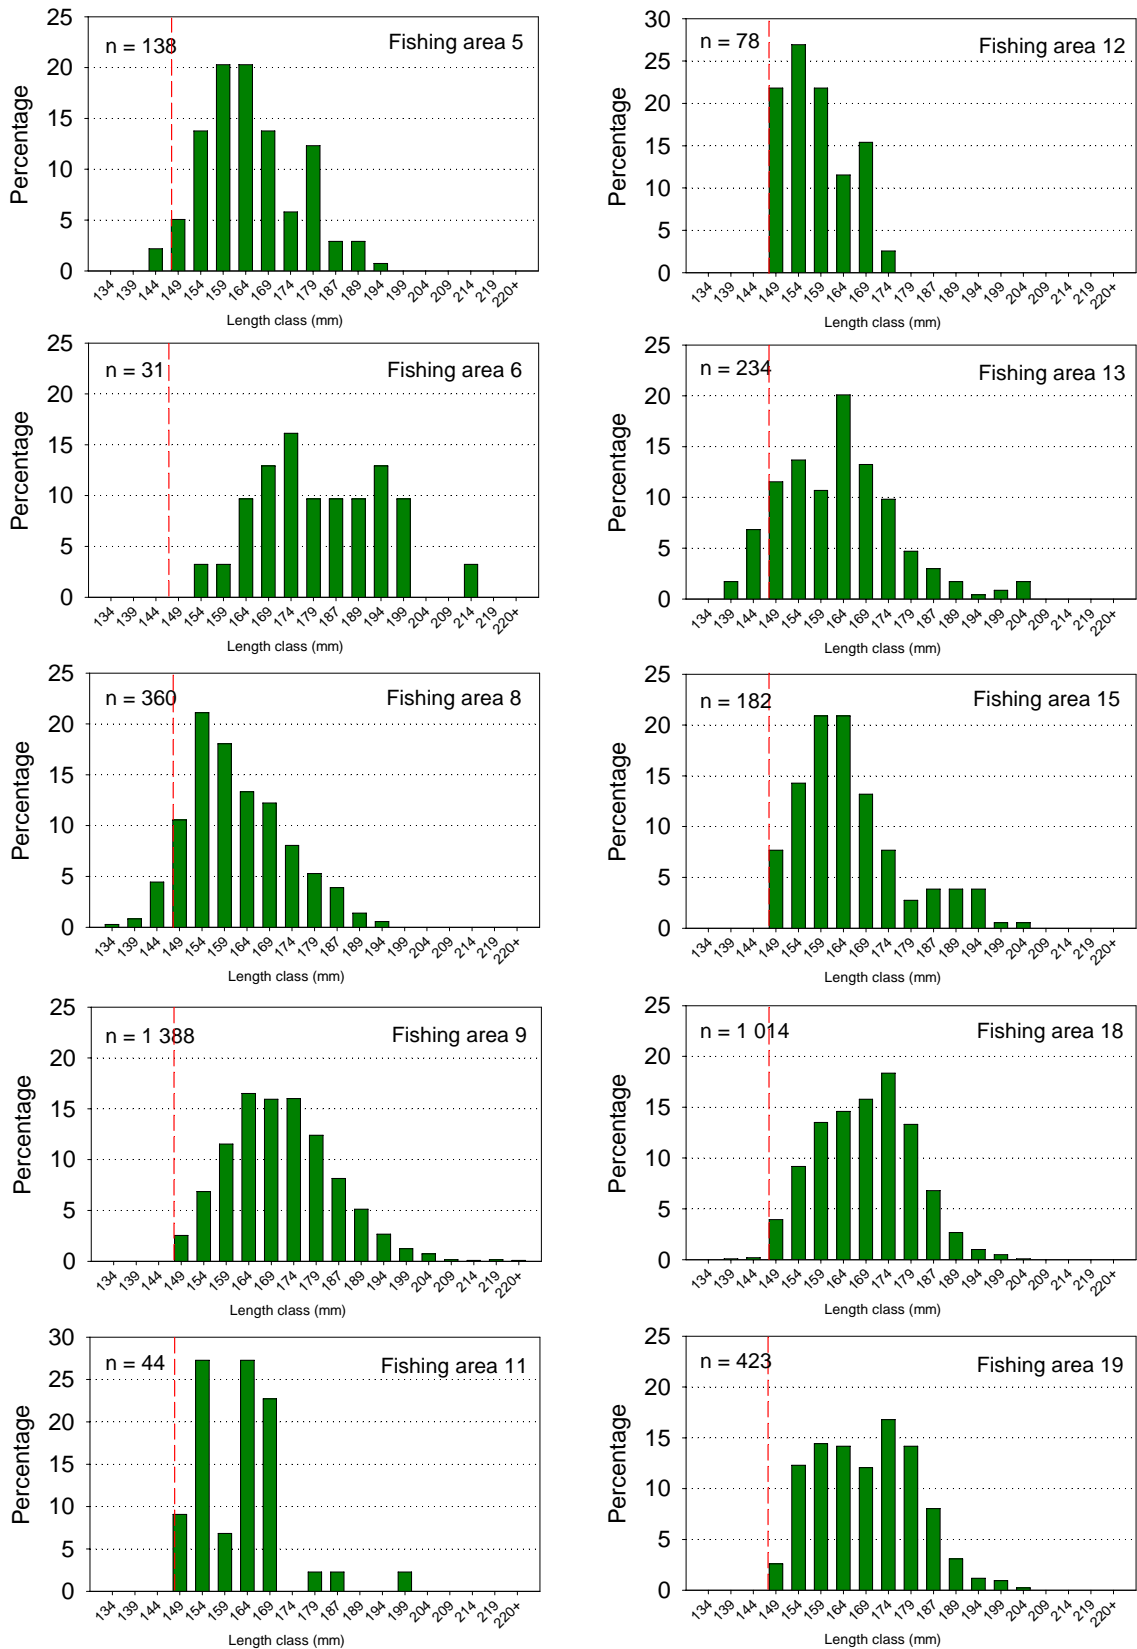 n = 138
Fishing area 5
Percentage
25
20
15
10
5
0
134 139 144 149 154 159 164 169 174 179 187 189 194 199 204 209 214 219 220+
Length class (mm)
n = 78
Fishing area 12
Percentage
30
25
20
15
10
5
0
134 139 144 149 154 159 164 169 174 179 187 189 194 199 204 209 214 219 220+
Length class (mm)
n = 31
Fishing area 6
Percentage
25
20
15
10
5
0
134 139 144 149 154 159 164 169 174 179 187 189 194 199 204 209 214 219 220+
Length class (mm)
n = 234
Fishing area 13
Percentage
25
20
15
10
5
0
134 139 144 149 154 159 164 169 174 179 187 189 194 199 204 209 214 219 220+
Length class (mm)
n = 360
Fishing area 8
Percentage
25
20
15
10
5
0
134 139 144 149 154 159 164 169 174 179 187 189 194 199 204 209 214 219 220+
Length class (mm)
n = 182
Fishing area 15
Percentage
25
20
15
10
5
0
134 139 144 149 154 159 164 169 174 179 187 189 194 199 204 209 214 219 220+
Length class (mm)
n = 1 388
Fishing area 9
Percentage
25
20
15
10
5
0
134 139 144 149 154 159 164 169 174 179 187 189 194 199 204 209 214 219 220+
Length class (mm)
n = 1 014
Fishing area 18
Percentage
25
20
15
10
5
0
134 139 144 149 154 159 164 169 174 179 187 189 194 199 204 209 214 219 220+
Length class (mm)
n = 44
Fishing area 11
Percentage
30
25
20
15
10
5
0
134 139 144 149 154 159 164 169 174 179 187 189 194 199 204 209 214 219 220+
Length class (mm)
n = 423
Fishing area 19
Percentage
25
20
15
10
5
0
134 139 144 149 154 159 164 169 174 179 187 189 194 199 204 209 214 219 220+
Length class (mm)